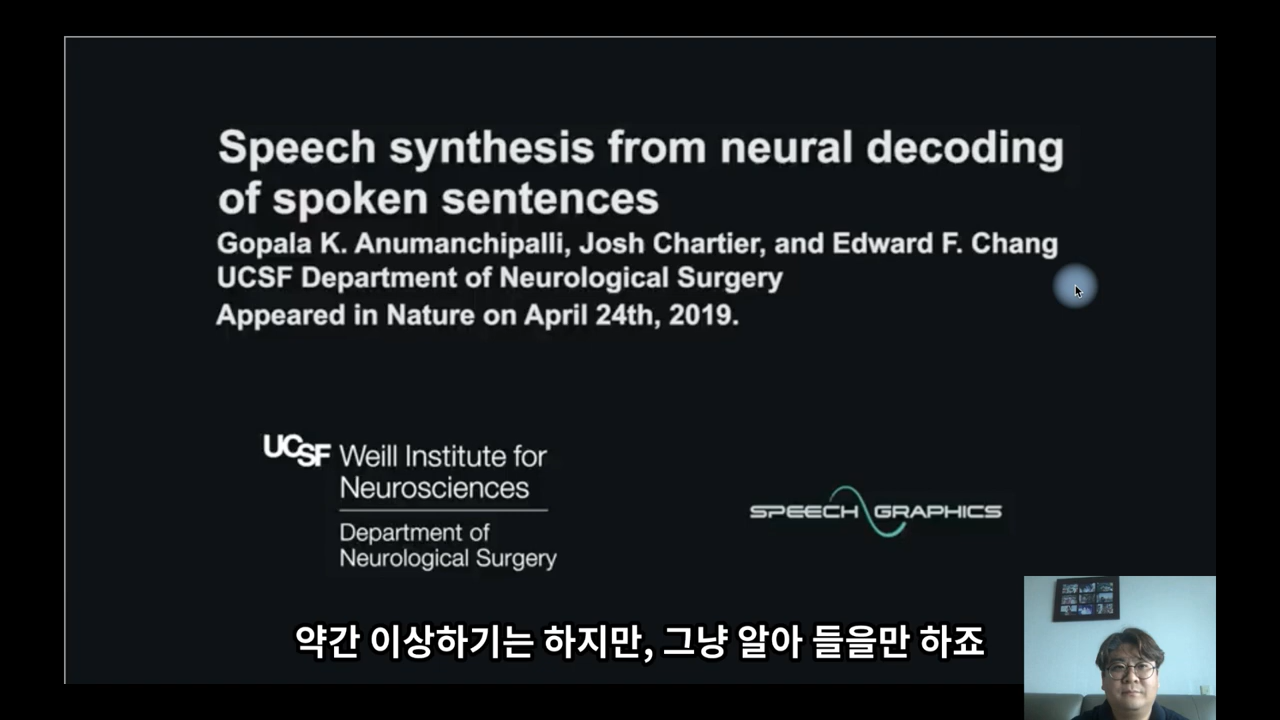 Speech synthesis from neural decoding
of spoken sentences
Gopala K. Anumanchipalli, Josh Chartier, and Edward F. Chang
UCSF Department of Neurological Surgery
Appeared in Nature on April 24th, 2019.
UCSF Weill Institute for
Neurosciences
Department of
Neurological Surgery
SPEECH GRAPHICS
약간 이상하기는 하지만, 그냥 알아 들을만 하죠